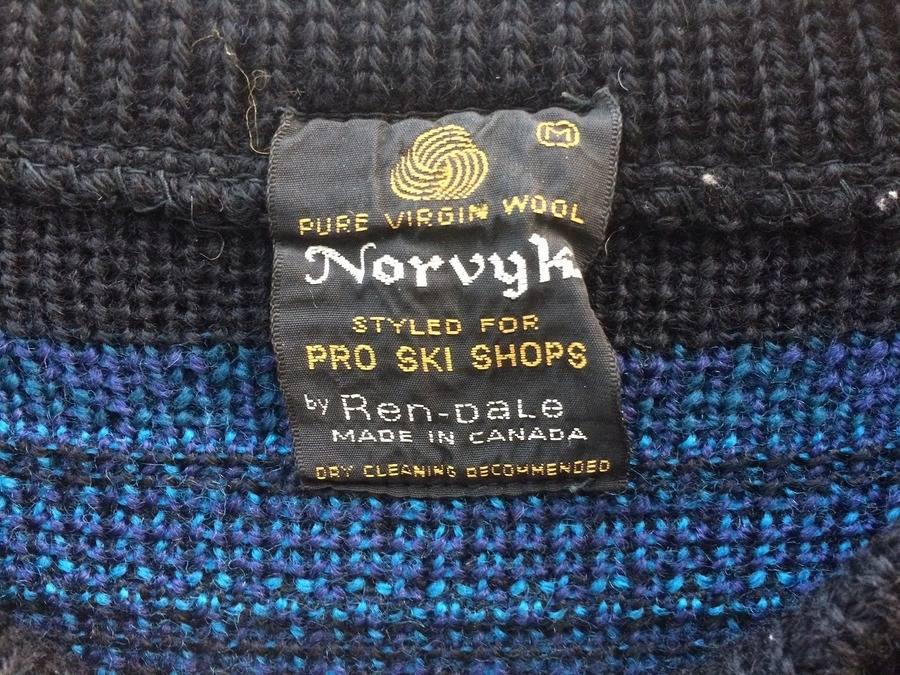 M
PURE VIRGIN WOOL
Norvyk
STYLED FOR
PRO SKI SHOPS
by Ren-Dale
MADE IN CANADA
DRY CLEANING RECOMMENDED